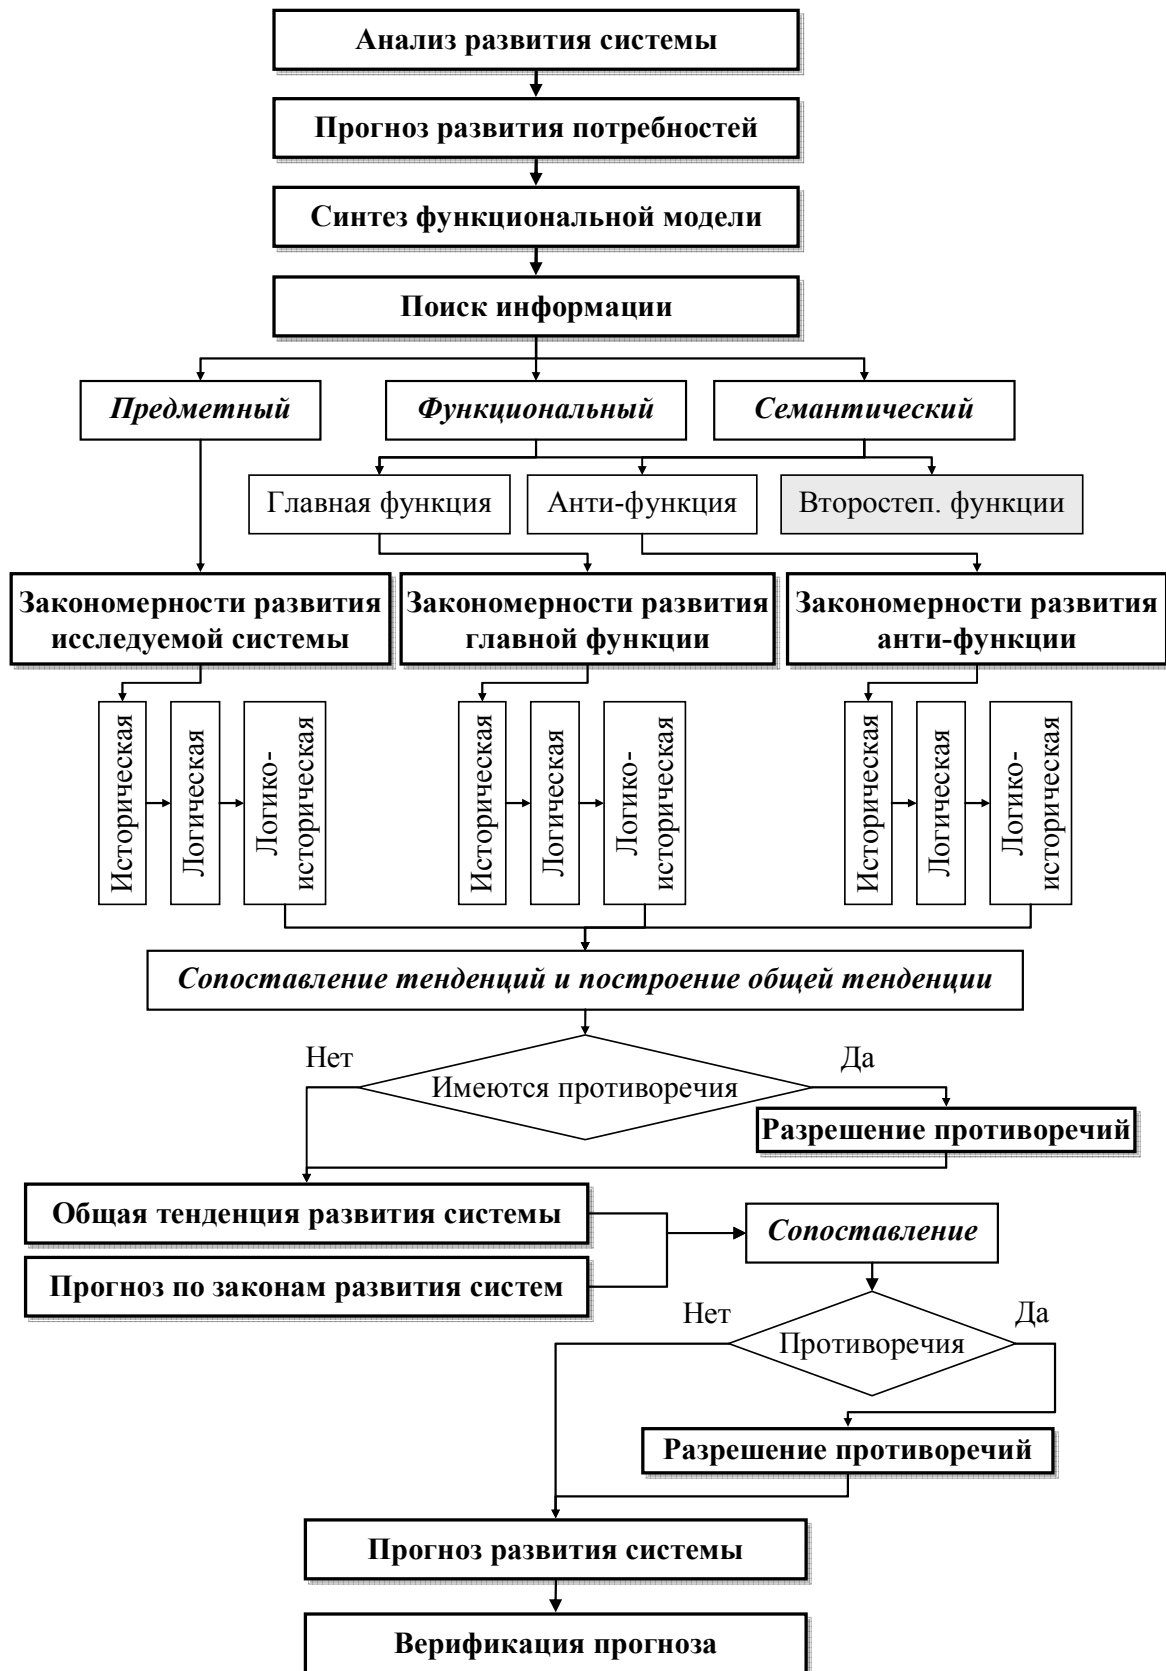 Анализ развития системы
Прогноз развития потребностей
Синтез функциональной модели
Поиск информации
Предметный
Функциональный
Семантический
Главная функция
Анти-функция
Второстеп. функции
Закономерности развития
исследуемой системы
Закономерности развития
главной функции
Закономерности развития
анти-функции
Историческая
Логическая
Логико-
историческая
Историческая
Логическая
Логико-
историческая
Историческая
Логическая
Логико-
историческая
Сопоставление тенденций и построение общей тенденции
Нет
Да
Имеются противоречия
Разрешение противоречий
Общая тенденция развития системы
Сопоставление
Прогноз по законам развития систем
Нет
Да
Противоречия
Разрешение противоречий
Прогноз развития системы
Верификация прогноза